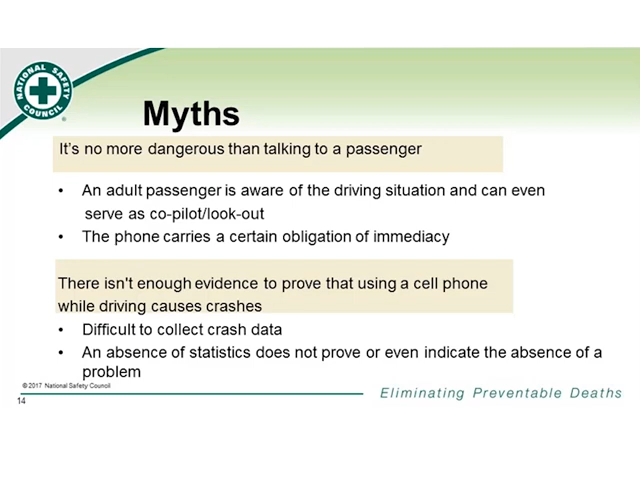 NATIONAL SAFETY COUNCIL
®
Myths
It's no more dangerous than talking to a passenger
• An adult passenger is aware of the driving situation and can even
serve as co-pilot/look-out
• The phone carries a certain obligation of immediacy
There isn't enough evidence to prove that using a cell phone
while driving causes crashes
• Difficult to collect crash data
• An absence of statistics does not prove or even indicate the absence of a
problem
© 2017 National Safety Council
Eliminating Preventable Deaths
14